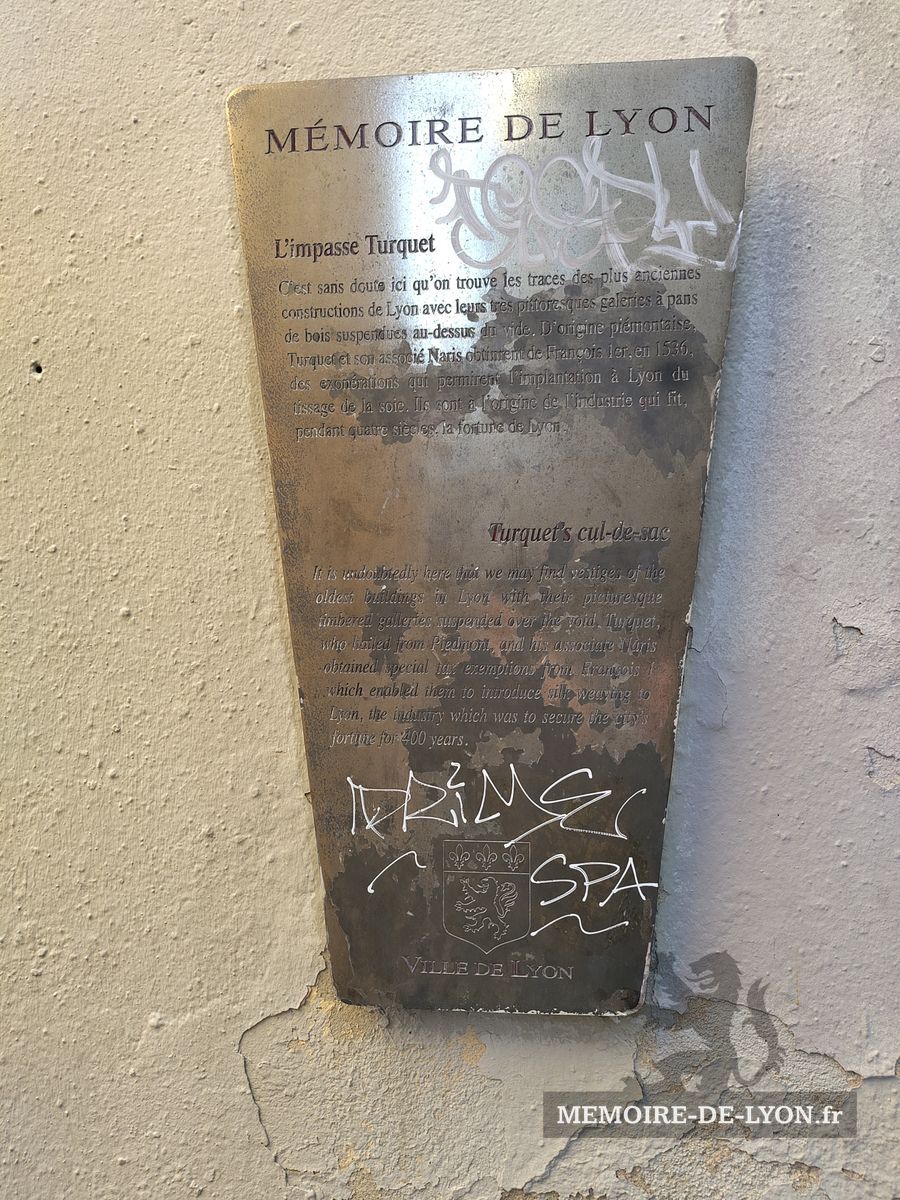 MÉMOIRE DE LYON
L'impasse Turquet
C'est sans doute ici qu'on trouve les traces des plus anciennes
constructions de Lyon avec leurs très pittoresques galeries à pans
de bois suspendues au-dessus du vide. D'origine piémontaise,
Turquet et son associé Naris obtinrent de François 1er, en 1536,
des exonérations qui permirent l'implantation à Lyon du
tissage de la soie. Ils sont à l'origine de l'industrie qui fit,
pendant quatre siècles, la fortune de Lyon.
Turquet's cul-de-sac
It is undoubtedly here that we may find vestiges of the
oldest buildings in Lyon with their picturesque
timbered galleries suspended over the void. Turquet,
who hailed from Piedmont, and his associate Naris
obtained special tax exemptions from François I
which enabled them to introduce silk weaving to
Lyon, the industry which was to secure the city's
fortune for 400 years.
SPA
VILLE DE LYON
MEMOIRE-DE-LYON.fr